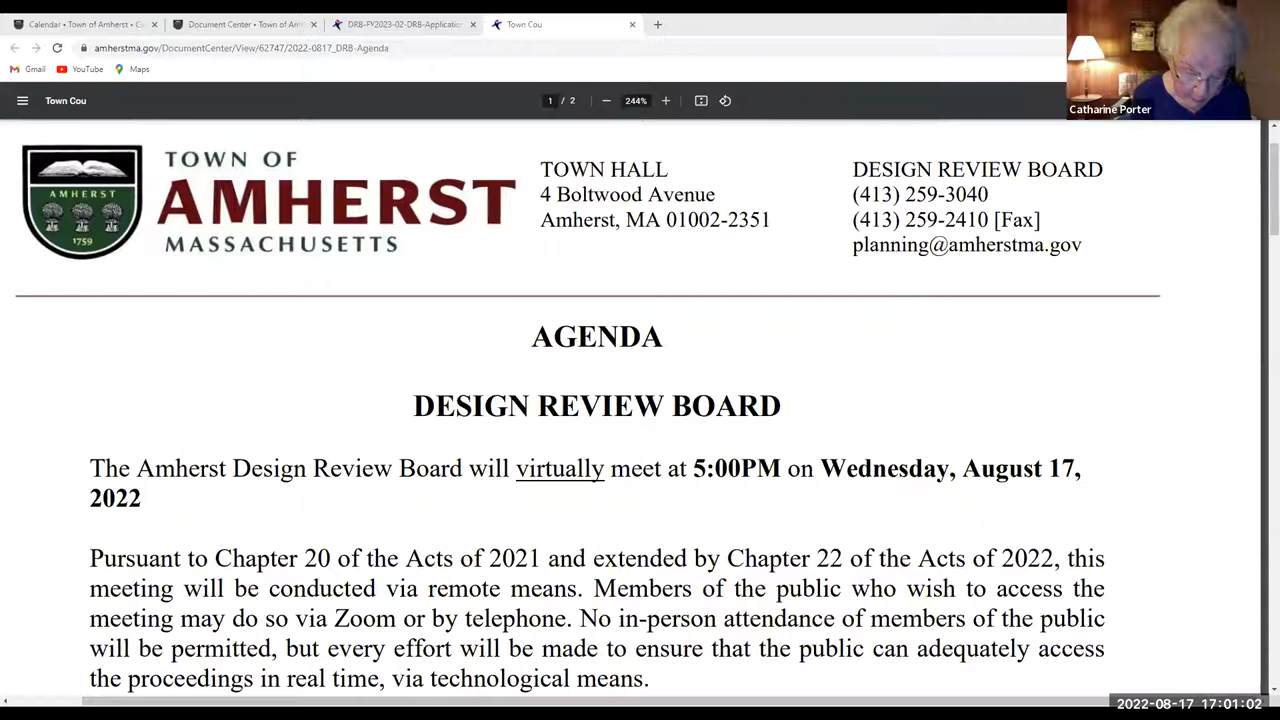 Calendar • Town of Amherst • C
Document Center • Town of Am
DRB-FY2023-02-DRB-Applicatio
Town Cou
amherstma.gov/DocumentCenter/View/62747/2022-0817_DRB-Agenda
Gmail
YouTube
Maps
Town Cou
1 / 2
244%
Catharine Porter
AMHERST
1759
TOWN OF
AMHERST
MASSACHUSETTS
TOWN HALL
4 Boltwood Avenue
Amherst, MA 01002-2351
DESIGN REVIEW BOARD
(413) 259-3040
(413) 259-2410 [Fax]
planning@amherstma.gov
AGENDA
DESIGN REVIEW BOARD
The Amherst Design Review Board will virtually meet at 5:00PM on Wednesday, August 17,
2022
Pursuant to Chapter 20 of the Acts of 2021 and extended by Chapter 22 of the Acts of 2022, this
meeting will be conducted via remote means. Members of the public who wish to access the
meeting may do so via Zoom or by telephone. No in-person attendance of members of the public
will be permitted, but every effort will be made to ensure that the public can adequately access
the proceedings in real time, via technological means.
2022-08-17 17:01:02